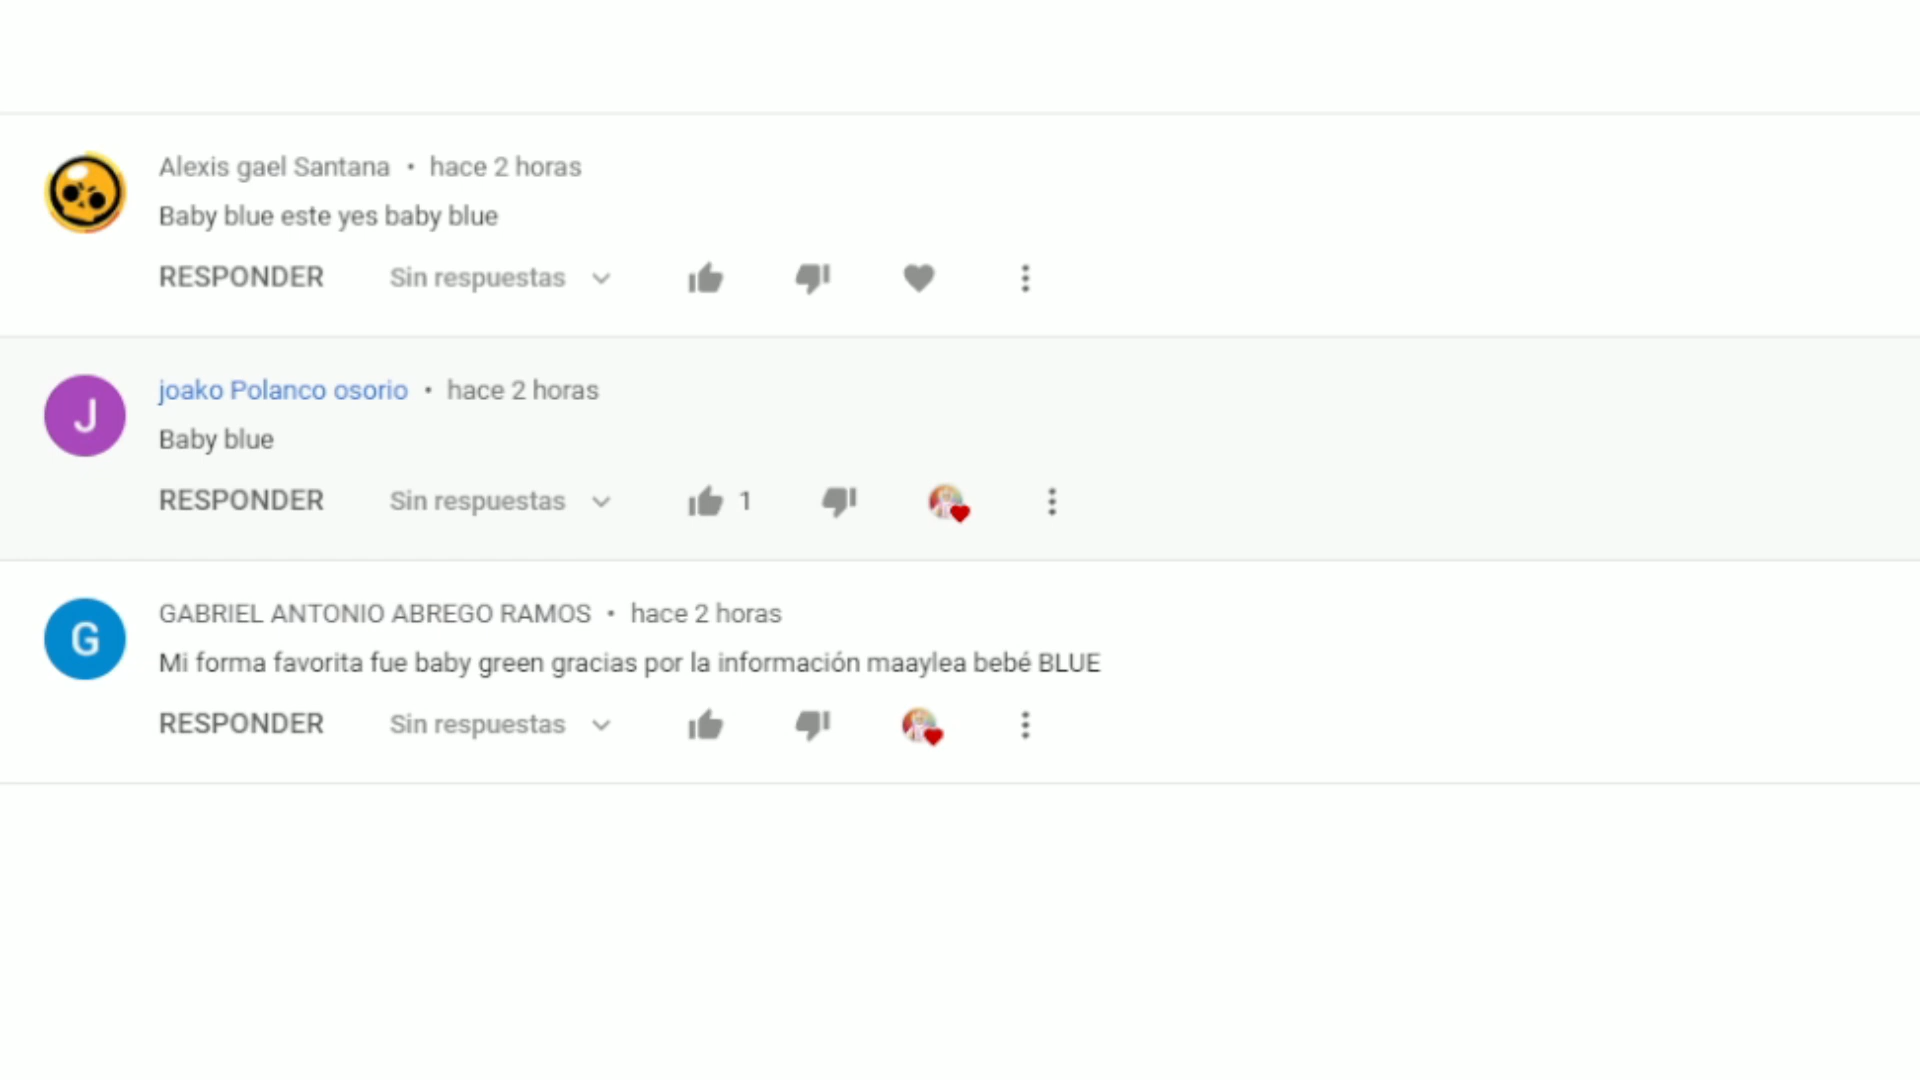 Alexis gael Santana • hace 2 horas
Baby blue este yes baby blue
RESPONDER Sin respuestas
J
joako Polanco osorio • hace 2 horas
Baby blue
RESPONDER Sin respuestas 1
G
GABRIEL ANTONIO ABREGO RAMOS • hace 2 horas
Mi forma favorita fue baby green gracias por la información maaylea bebé BLUE
RESPONDER Sin respuestas